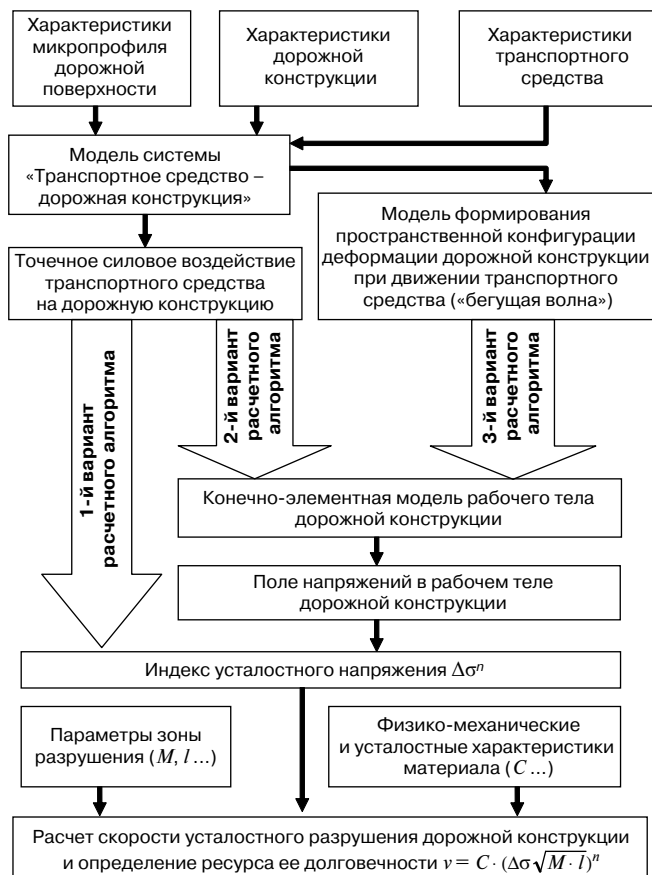 Характеристики
микропрофиля
дорожной
поверхности
Характеристики
дорожной
конструкции
Характеристики
транспортного
средства
Модель системы
«Транспортное средство –
дорожная конструкция»
Модель формирования
пространственной конфигурации
деформации дорожной конструкции
при движении транспортного
средства («бегущая волна»)
Точечное силовое воздействие
транспортного средства
на дорожную конструкцию
1-й вариант
расчетного алгоритма
2-й вариант
расчетного
алгоритма
3-й вариант
расчетного
алгоритма
Конечно-элементная модель рабочего тела
дорожной конструкции
Поле напряжений в рабочем теле
дорожной конструкции
Индекс усталостного напряжения Δσⁿ
Параметры зоны
разрушения (M, l ...)
Физико-механические
и усталостные характеристики
материала (C ...)
Расчет скорости усталостного разрушения дорожной конструкции
и определение ресурса ее долговечности v = C · (Δσ√M · l)ⁿ